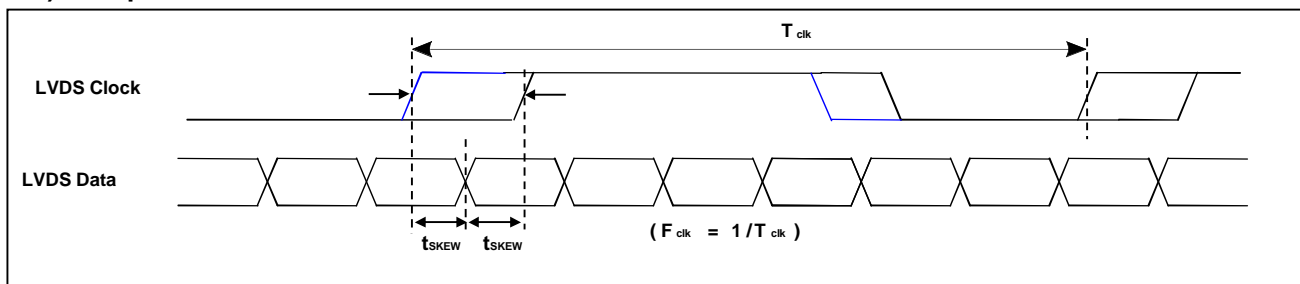 T clk
LVDS Clock
LVDS Data
tSKEW tSKEW
( F clk = 1 / T clk )